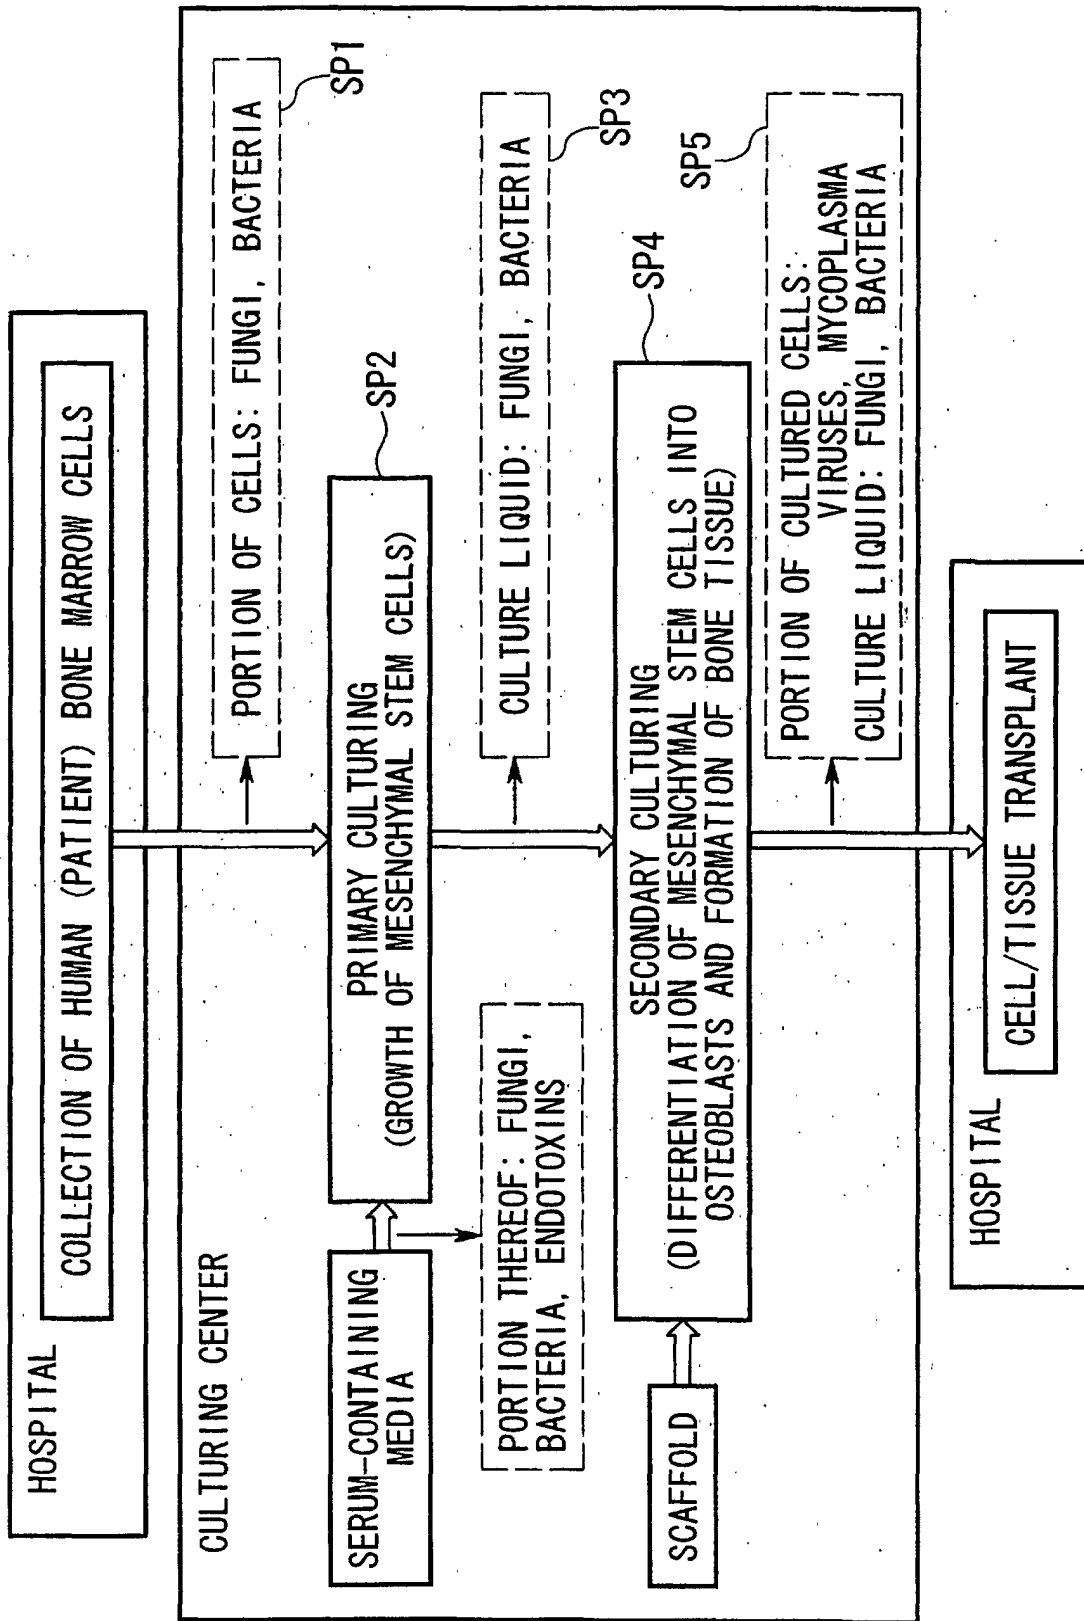 HOSPITAL
COLLECTION OF HUMAN (PATIENT) BONE MARROW CELLS
CULTURING CENTER
PORTION OF CELLS: FUNGI, BACTERIA
SP1
SERUM-CONTAINING
MEDIA
PRIMARY CULTURING
(GROWTH OF MESENCHYMAL STEM CELLS)
SP2
PORTION THEREOF: FUNGI,
BACTERIA, ENDOTOXINS
CULTURE LIQUID: FUNGI, BACTERIA
SP3
SCAFFOLD
SECONDARY CULTURING
(DIFFERENTIATION OF MESENCHYMAL STEM CELLS INTO
OSTEOBLASTS AND FORMATION OF BONE TISSUE)
SP4
PORTION OF CULTURED CELLS:
VIRUSES, MYCOPLASMA
CULTURE LIQUID: FUNGI, BACTERIA
SP5
HOSPITAL
CELL/TISSUE TRANSPLANT